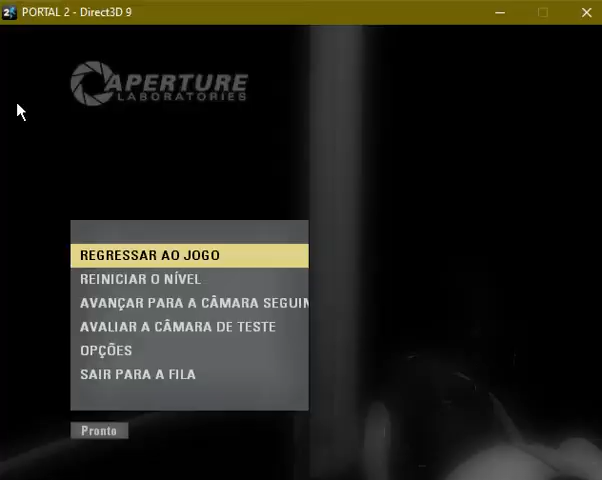 PORTAL 2 - Direct3D 9
APERTURE
LABORATORIES
REGRESSAR AO JOGO
REINICIAR O NÍVEL
AVANÇAR PARA A CÂMARA SEGUIN
AVALIAR A CÂMARA DE TESTE
OPÇÕES
SAIR PARA A FILA
Pronto